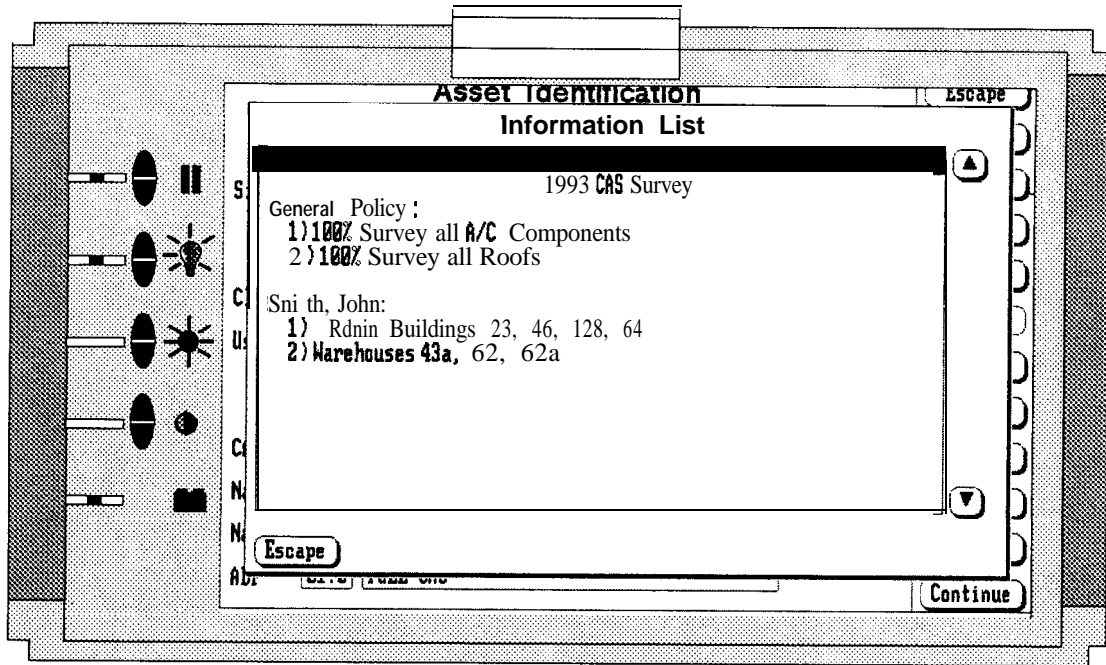 Asset Identification
Escape
Information List
1993 CAS Survey
General Policy :
1)100% Survey all A/C Components
2)100% Survey all Roofs
Sni th, John:
1) Rdnin Buildings 23, 46, 128, 64
2) Warehouses 43a, 62, 62a
Escape
Continue